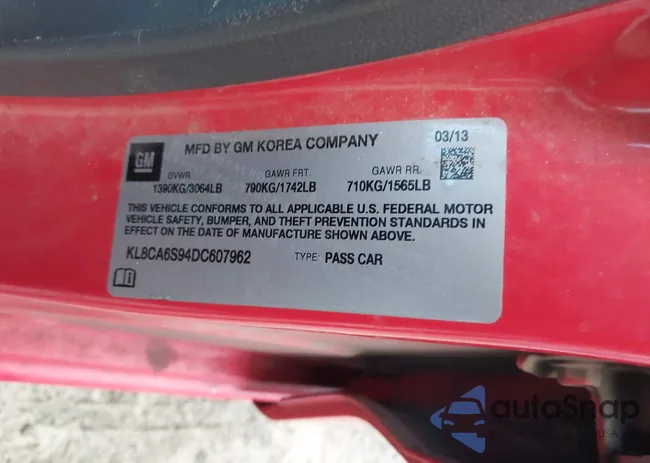 GM
MFD BY GM KOREA COMPANY 03/13
GVWR GAWR FRT. GAWR RR.
1390KG/3064LB 790KG/1742LB 710KG/1565LB
THIS VEHICLE CONFORMS TO ALL APPLICABLE U.S. FEDERAL MOTOR
VEHICLE SAFETY, BUMPER, AND THEFT PREVENTION STANDARDS IN
EFFECT ON THE DATE OF MANUFACTURE SHOWN ABOVE.
KL8CA6S94DC607962 TYPE: PASS CAR
autoSnap
USA